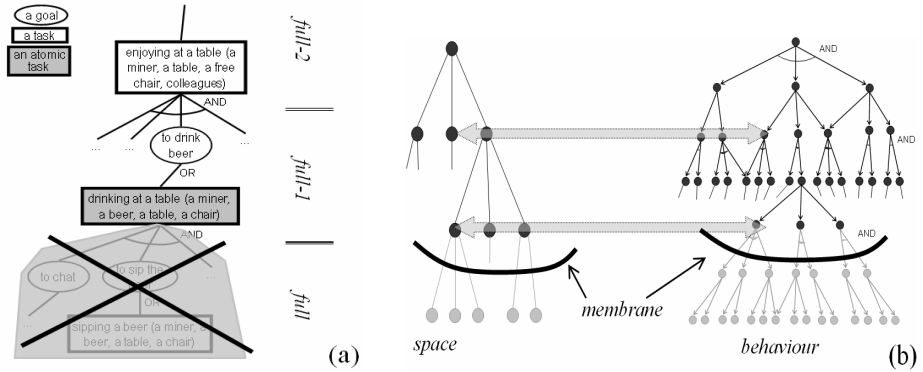 a goal
a task
an atomic
task
enjoying at a table (a
miner, a table, a free
chair, colleagues)
AND
...
...
to drink
beer
OR
drinking at a table (a miner,
a beer, a table, a chair)
AND
to chat
to sip the
...
OR
...
sipping a beer (a miner, a
beer, a table, a chair)
full-2
full-1
full
(a)
AND
AND
AND
membrane
space
behaviour
(b)